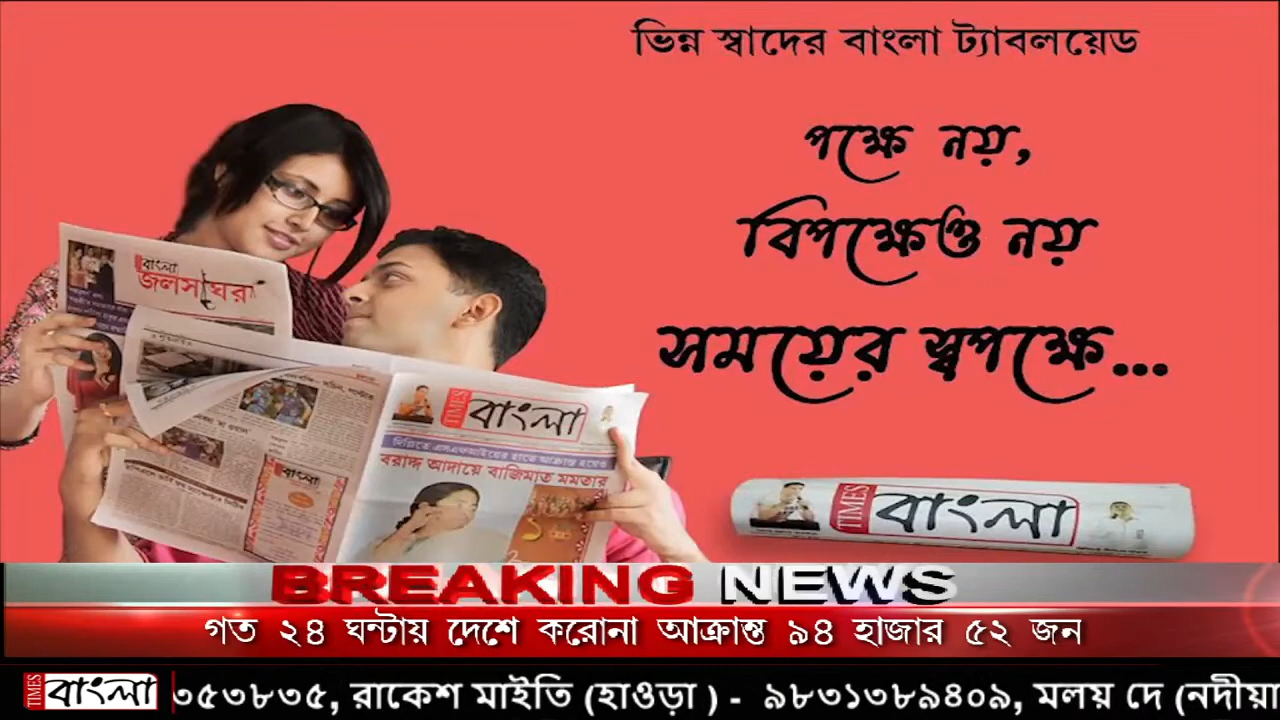 ভিন্ন স্বাদের বাংলা ট্যাবলয়েড
পক্ষে নয়,
বিপক্ষেও নয়
সময়ের স্বপক্ষে...
বাংলা
জলসাঘর
TIMES বাংলা
বরাদ্দ আদায়ে বাজিমাত মমতার
বাংলা
TIMES বাংলা
BREAKING NEWS
গত ২৪ ঘন্টায় দেশে করোনা আক্রান্ত ৯৪ হাজার ৫২ জন
TIMES বাংলা ৩৫৩৮৩৫, রাকেশ মাইতি (হাওড়া ) - ৯৮৩১৩৮৯৪০৯, মলয় দে (নদীয়া